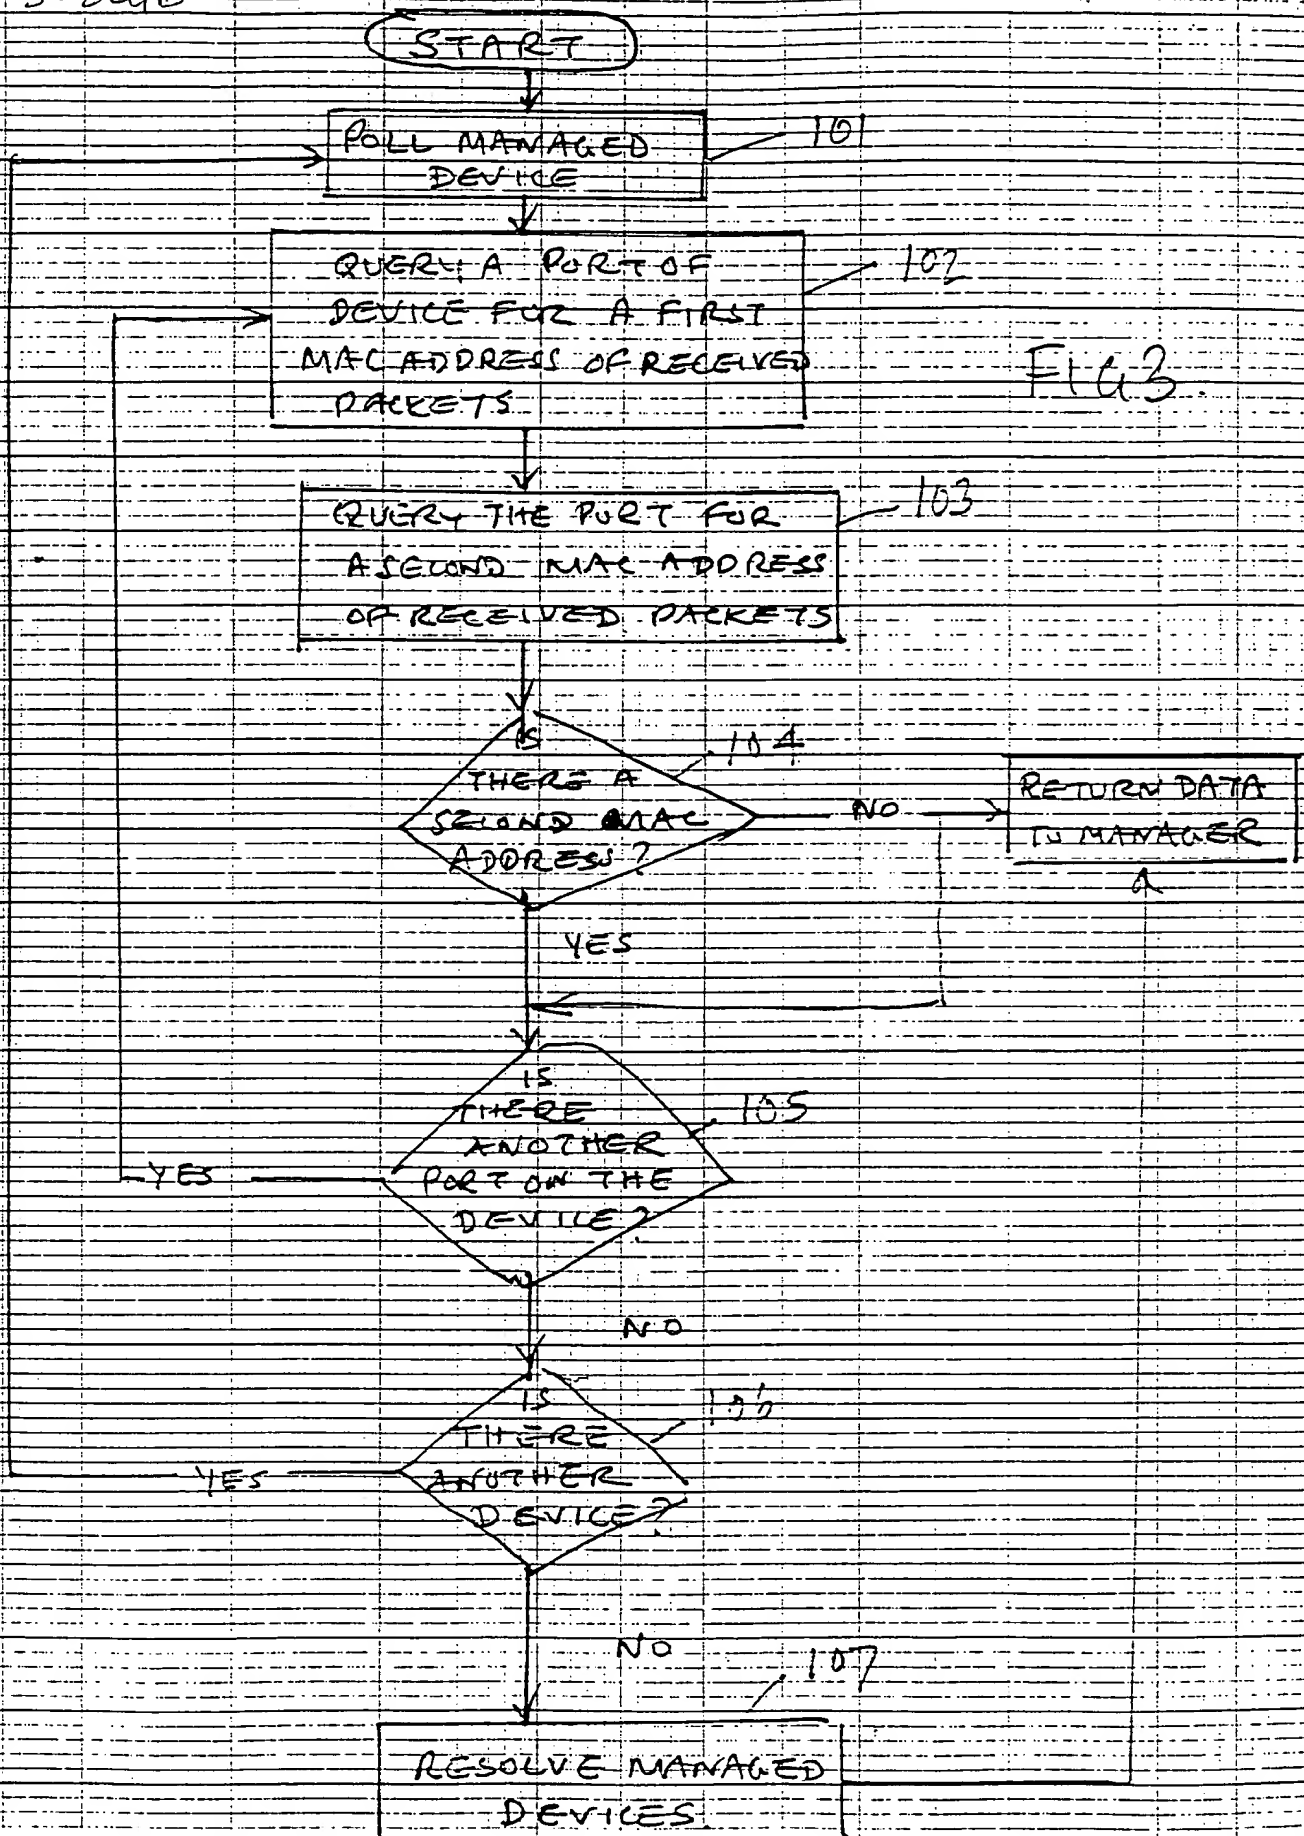 START
POLL MANAGED
DEVICE
101
QUERY A PORT OF
DEVICE FOR A FIRST
MAC ADDRESS OF RECEIVED
PACKETS
102
FIG 3.
QUERY THE PORT FOR
A SECOND MAC ADDRESS
OF RECEIVED PACKETS
103
IS
THERE A
SECOND MAC
ADDRESS?
104
NO
RETURN DATA
TO MANAGER
YES
IS
THERE
ANOTHER
PORT ON THE
DEVICE?
105
YES
NO
IS
THERE
ANOTHER
DEVICE?
106
YES
NO
107
RESOLVE MANAGED
DEVICES.